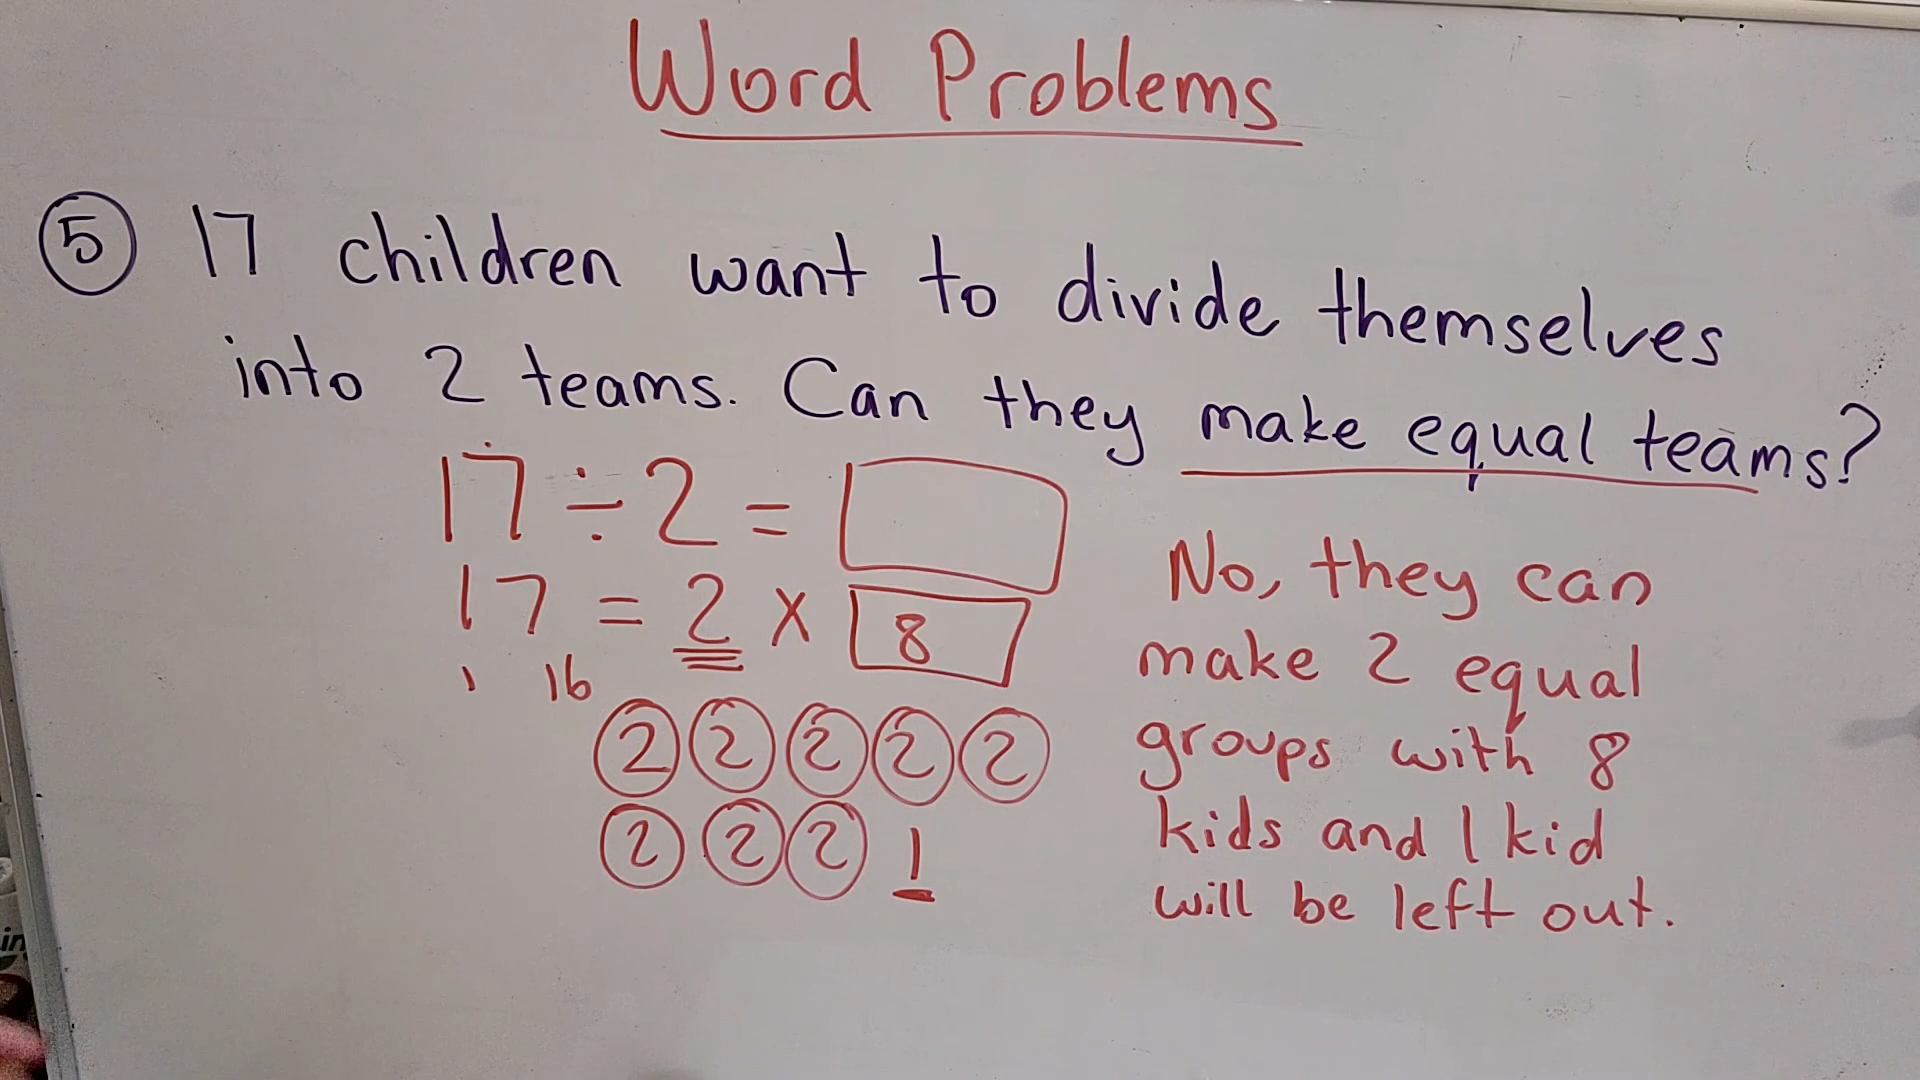 Word Problems
5 17 children want to divide themselves
into 2 teams. Can they make equal teams?
17 ÷ 2 =
17 = 2 x 8
1 16
2 2 2 2 2
2 2 2 1
No, they can
make 2 equal
groups with 8
kids and 1 kid
will be left out.
in